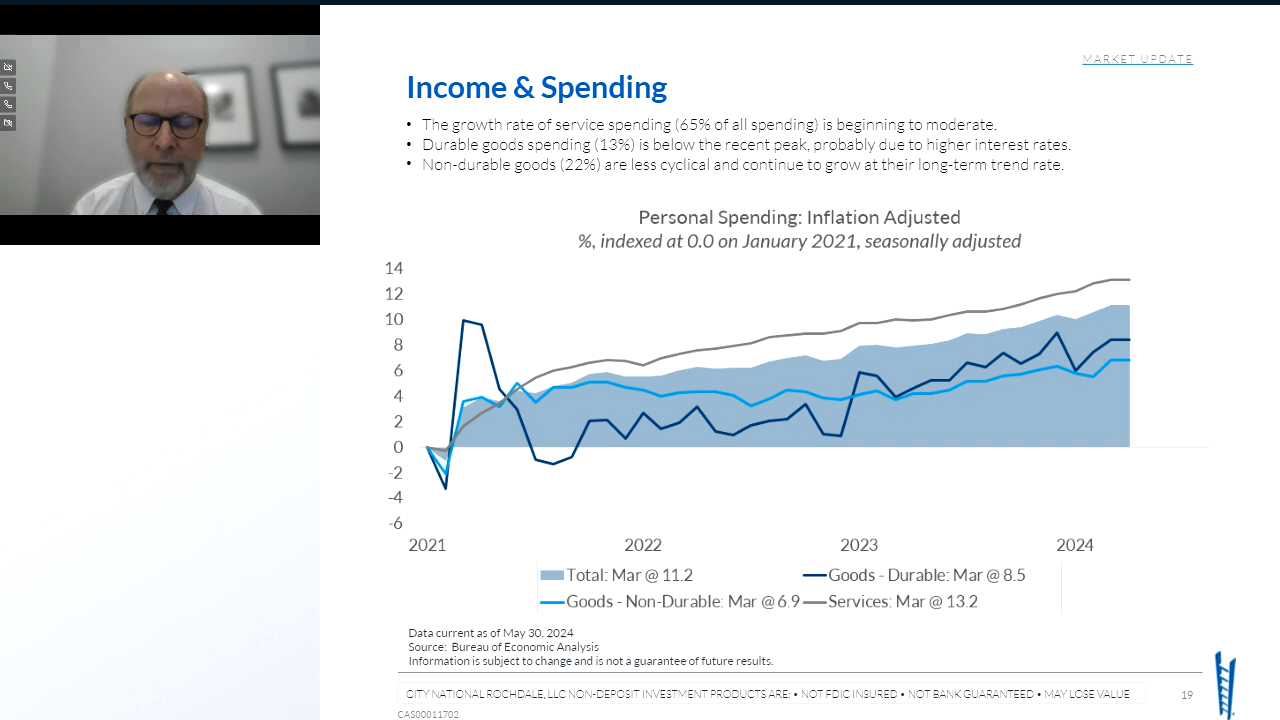 MARKET UPDATE
Income & Spending
• The growth rate of service spending (65% of all spending) is beginning to moderate.
• Durable goods spending (13%) is below the recent peak, probably due to higher interest rates.
• Non-durable goods (22%) are less cyclical and continue to grow at their long-term trend rate.
Personal Spending: Inflation Adjusted
%, indexed at 0.0 on January 2021, seasonally adjusted
14
12
10
8
6
4
2
0
-2
-4
-6
2021 2022 2023 2024
Total: Mar @ 11.2 Goods - Durable: Mar @ 8.5
Goods - Non-Durable: Mar @ 6.9 Services: Mar @ 13.2
Data current as of May 30, 2024
Source: Bureau of Economic Analysis
Information is subject to change and is not a guarantee of future results.
CITY NATIONAL ROCHDALE, LLC NON-DEPOSIT INVESTMENT PRODUCTS ARE: • NOT FDIC INSURED • NOT BANK GUARANTEED • MAY LOSE VALUE 19
CAS00011702